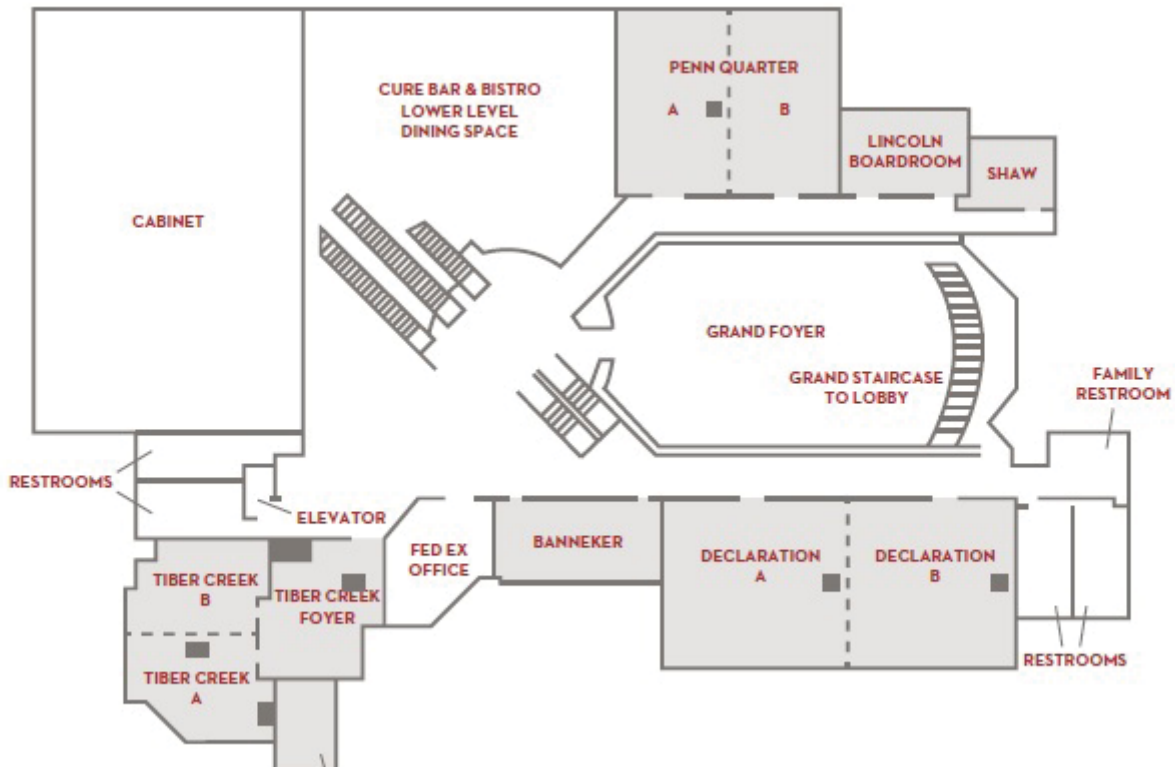 PENN QUARTER
A
B
CURE BAR & BISTRO
LOWER LEVEL
DINING SPACE
LINCOLN
BOARDROOM
SHAW
CABINET
GRAND FOYER
GRAND STAIRCASE
TO LOBBY
FAMILY
RESTROOM
RESTROOMS
ELEVATOR
FED EX
OFFICE
BANNEKER
DECLARATION
A
DECLARATION
B
TIBER CREEK
B
TIBER CREEK
FOYER
TIBER CREEK
A
RESTROOMS